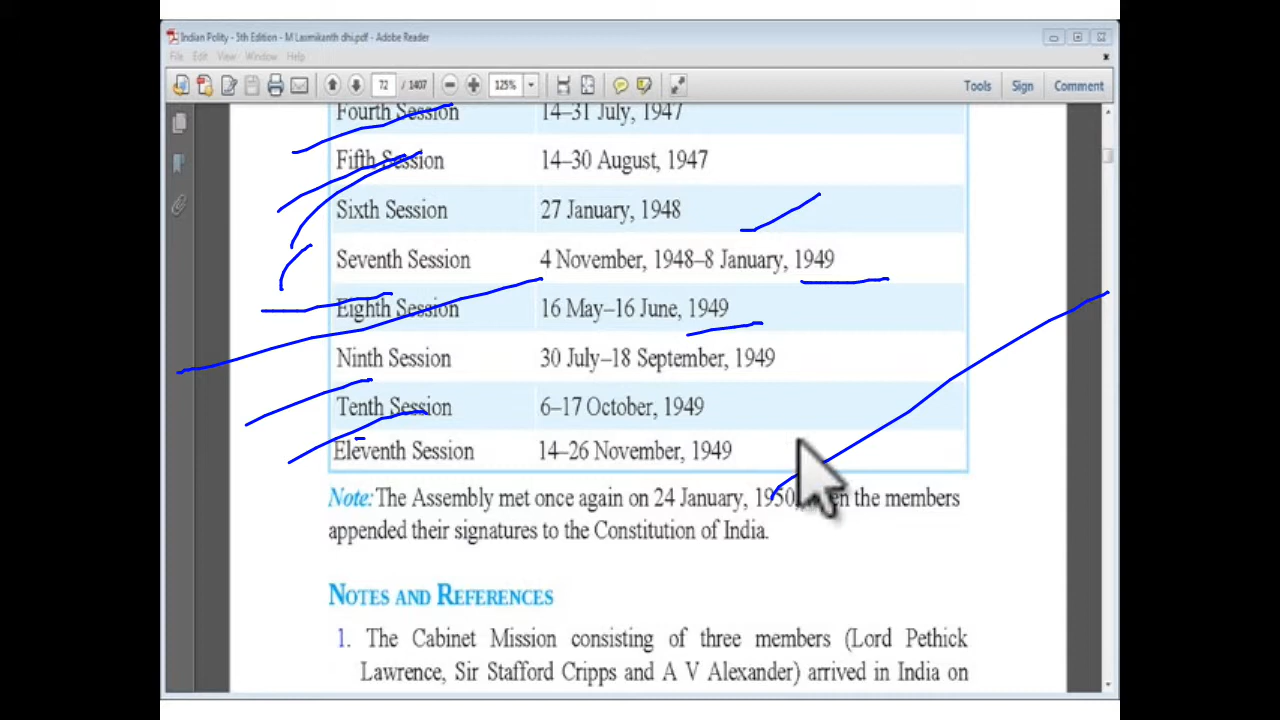 Indian Polity - 5th Edition - M Laxmikanth dhi.pdf - Adobe Reader
File Edit View Window Help
72 / 1407 125% Tools Sign Comment
Fourth Session 14–31 July, 1947
Fifth Session 14–30 August, 1947
Sixth Session 27 January, 1948
Seventh Session 4 November, 1948–8 January, 1949
Eighth Session 16 May–16 June, 1949
Ninth Session 30 July–18 September, 1949
Tenth Session 6–17 October, 1949
Eleventh Session 14–26 November, 1949
Note: The Assembly met once again on 24 January, 1950, the members
appended their signatures to the Constitution of India.
NOTES AND REFERENCES
1. The Cabinet Mission consisting of three members (Lord Pethick
Lawrence, Sir Stafford Cripps and A V Alexander) arrived in India on